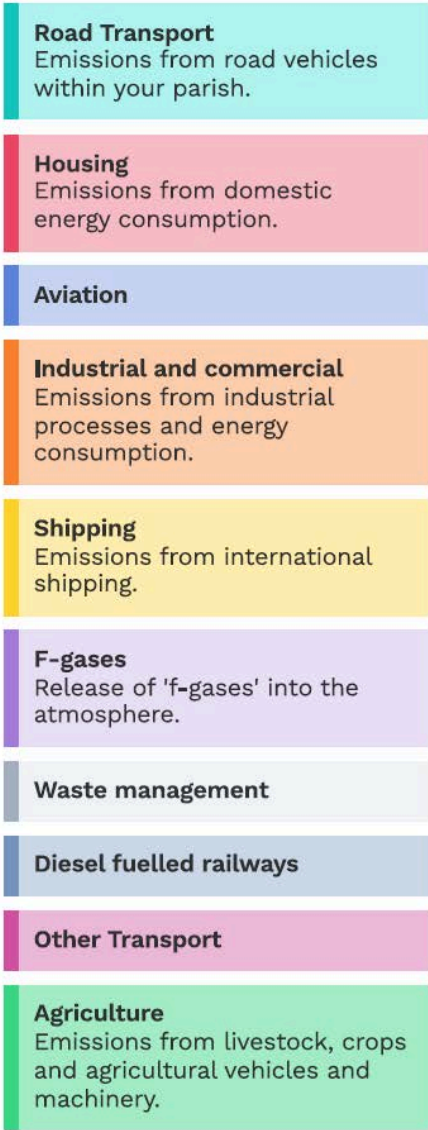 Road Transport
Emissions from road vehicles
within your parish.
Housing
Emissions from domestic
energy consumption.
Aviation
Industrial and commercial
Emissions from industrial
processes and energy
consumption.
Shipping
Emissions from international
shipping.
F-gases
Release of 'f-gases' into the
atmosphere.
Waste management
Diesel fuelled railways
Other Transport
Agriculture
Emissions from livestock, crops
and agricultural vehicles and
machinery.